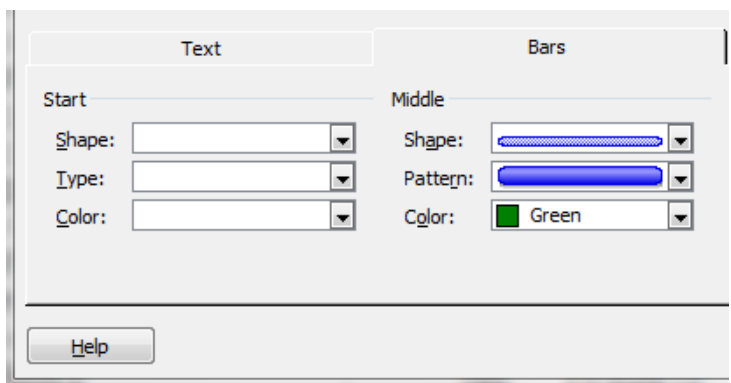 Text Bars
Start Middle
Shape: Shape:
Type: Pattern:
Color: Color: Green
Help